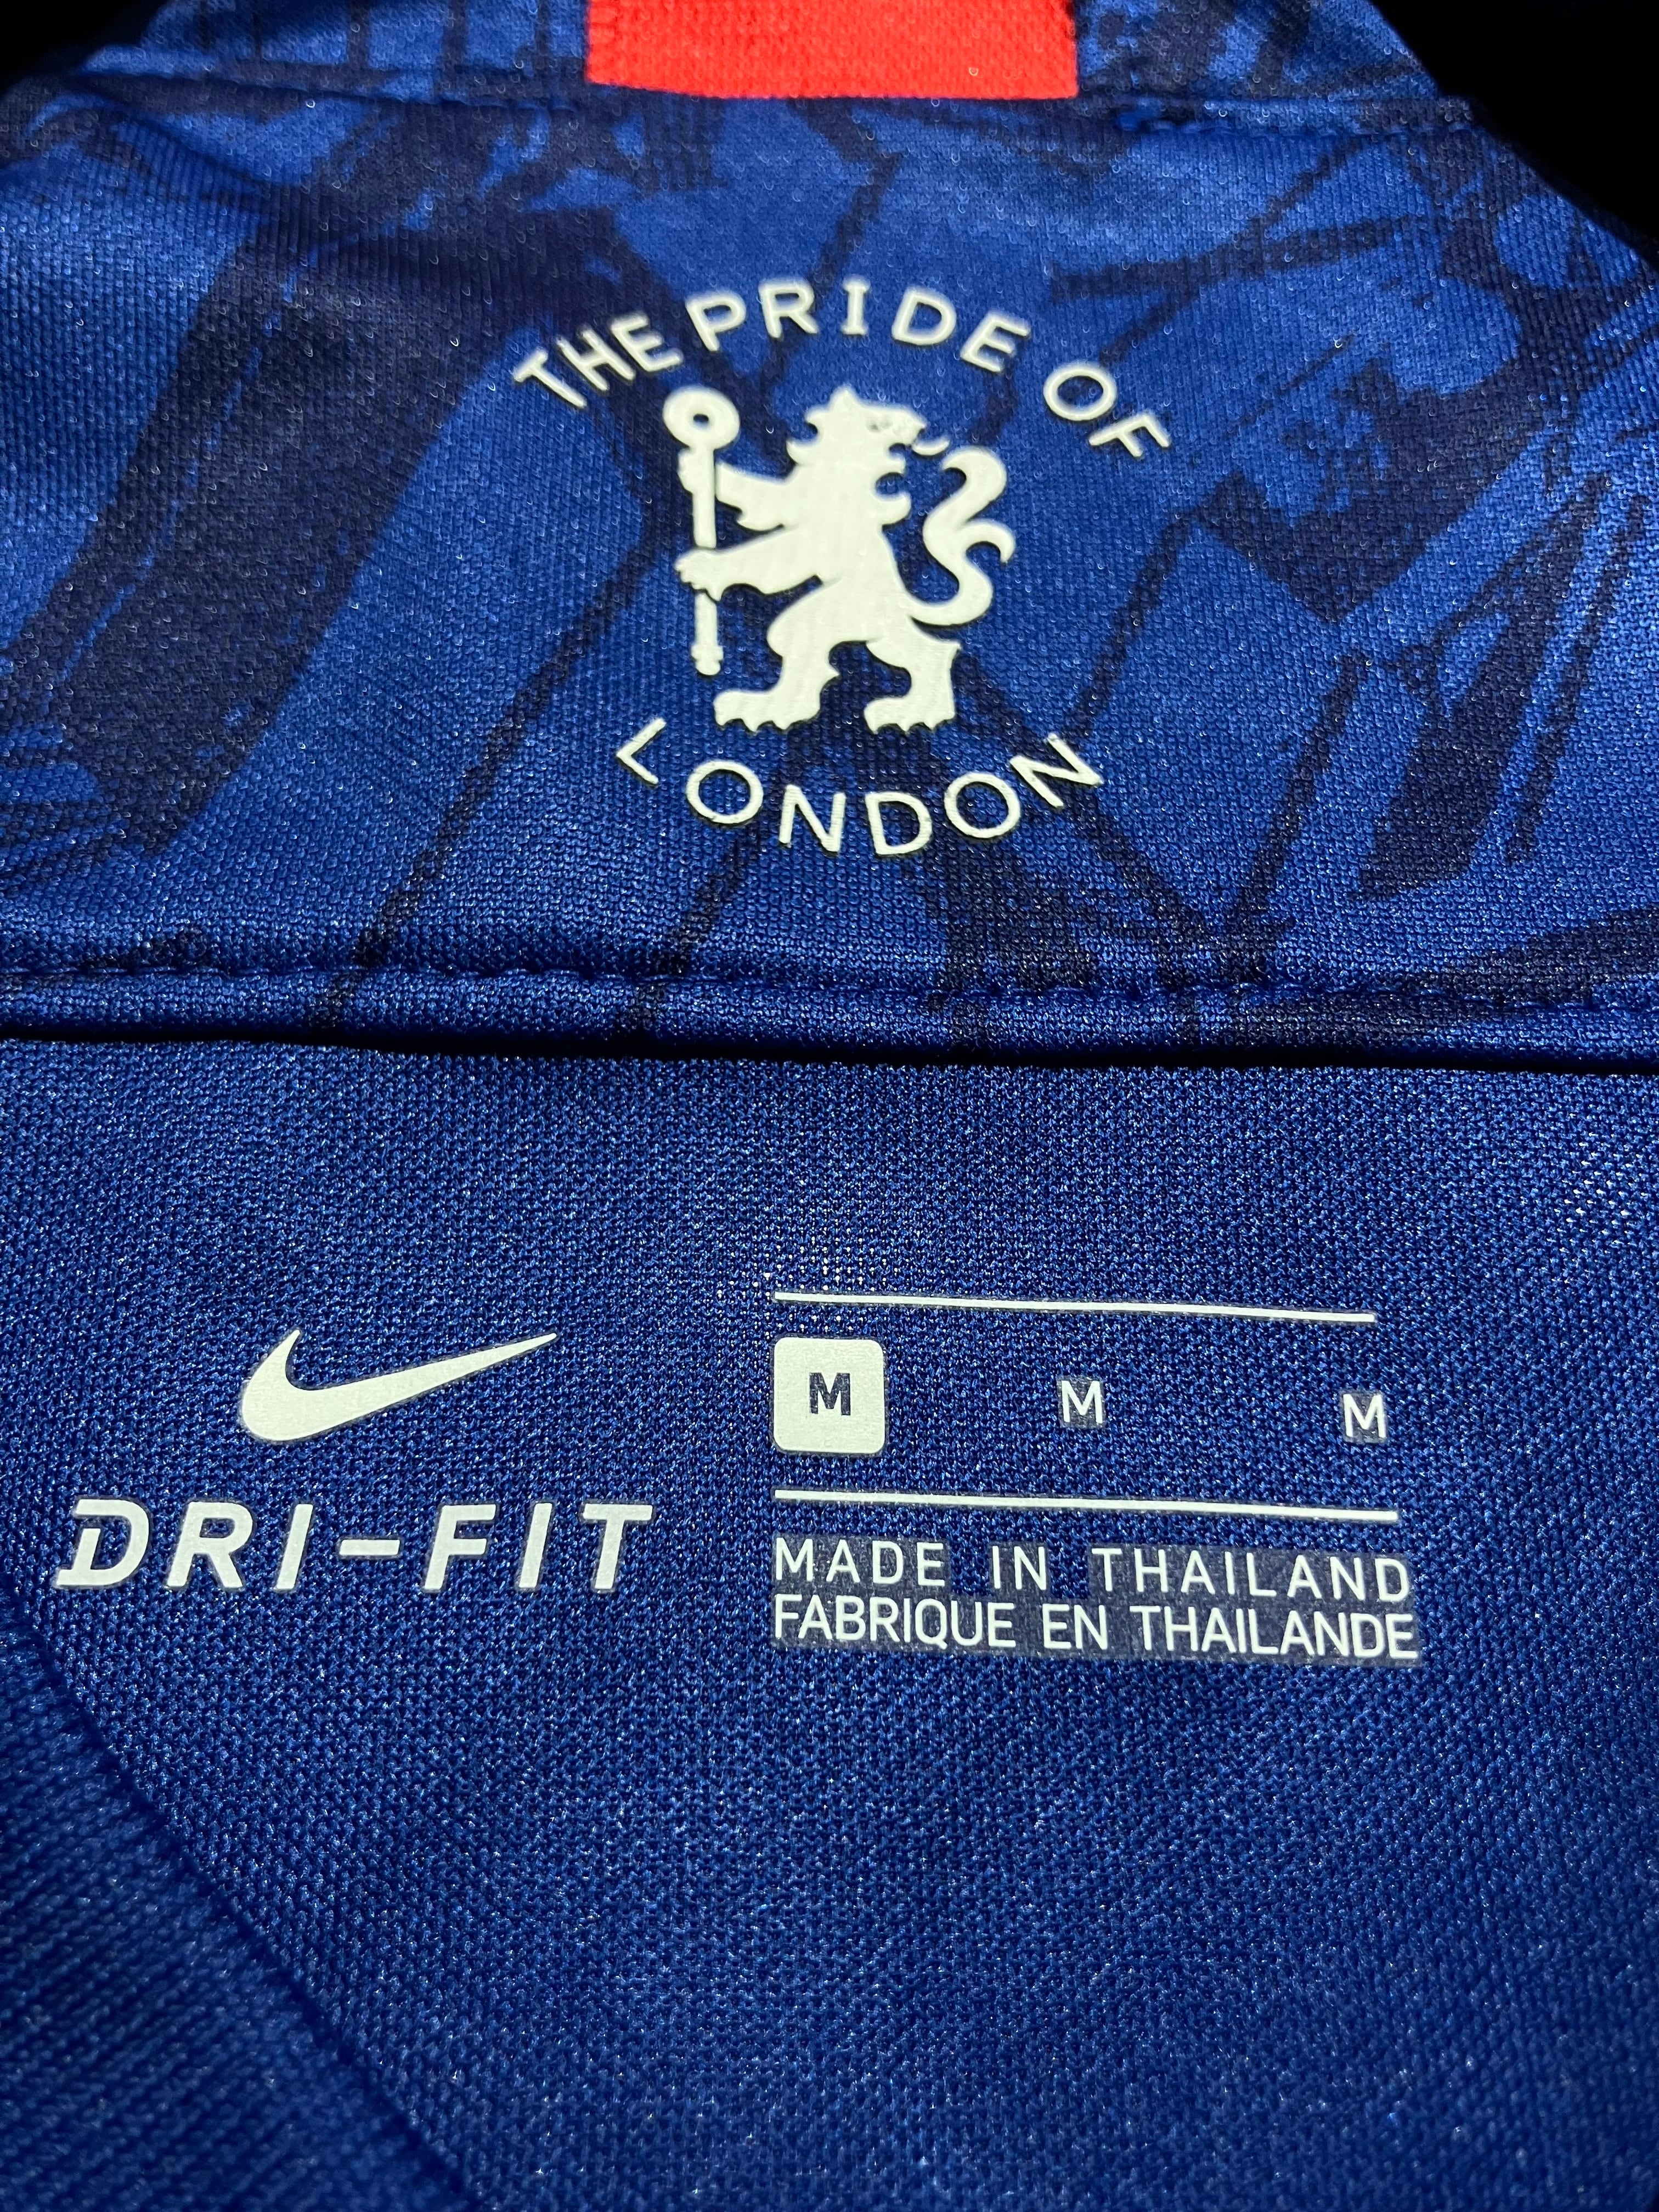 THE PRIDE OF
LONDON
M M M
DRI-FIT
MADE IN THAILAND
FABRIQUE EN THAILANDE